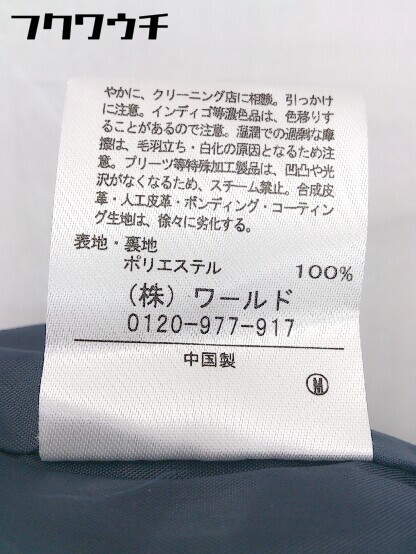 フクワウチ
やかに、クリーニング店に相談。引っかけ
に注意。インディゴ等濃色品は、色移りす
ることがあるので注意。湿潤での過剰な摩
擦は、毛羽立ち・白化の原因となるため注
意。プリーツ等特殊加工製品は、凹凸や光
沢がなくなるため、スチーム禁止。合成皮
革・人工皮革・ボンディング・コーティン
グ生地は、徐々に劣化する。
表地・裏地
ポリエステル 100%
(株) ワールド
0120-977-917
中国製
M